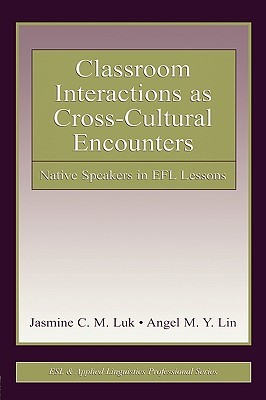 Classroom
Interactions as
Cross-Cultural
Encounters
Native Speakers in EFL Lessons
Jasmine C. M. Luk • Angel M. Y. Lin
ESL & Applied Linguistics Professional Series